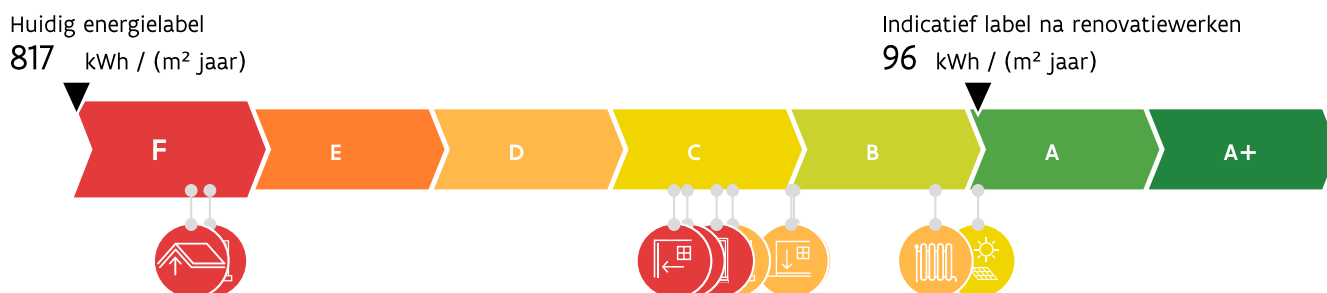 Huidig energielabel
817 kWh / (m² jaar)
Indicatief label na renovatiewerken
96 kWh / (m² jaar)
F E D C B A A+